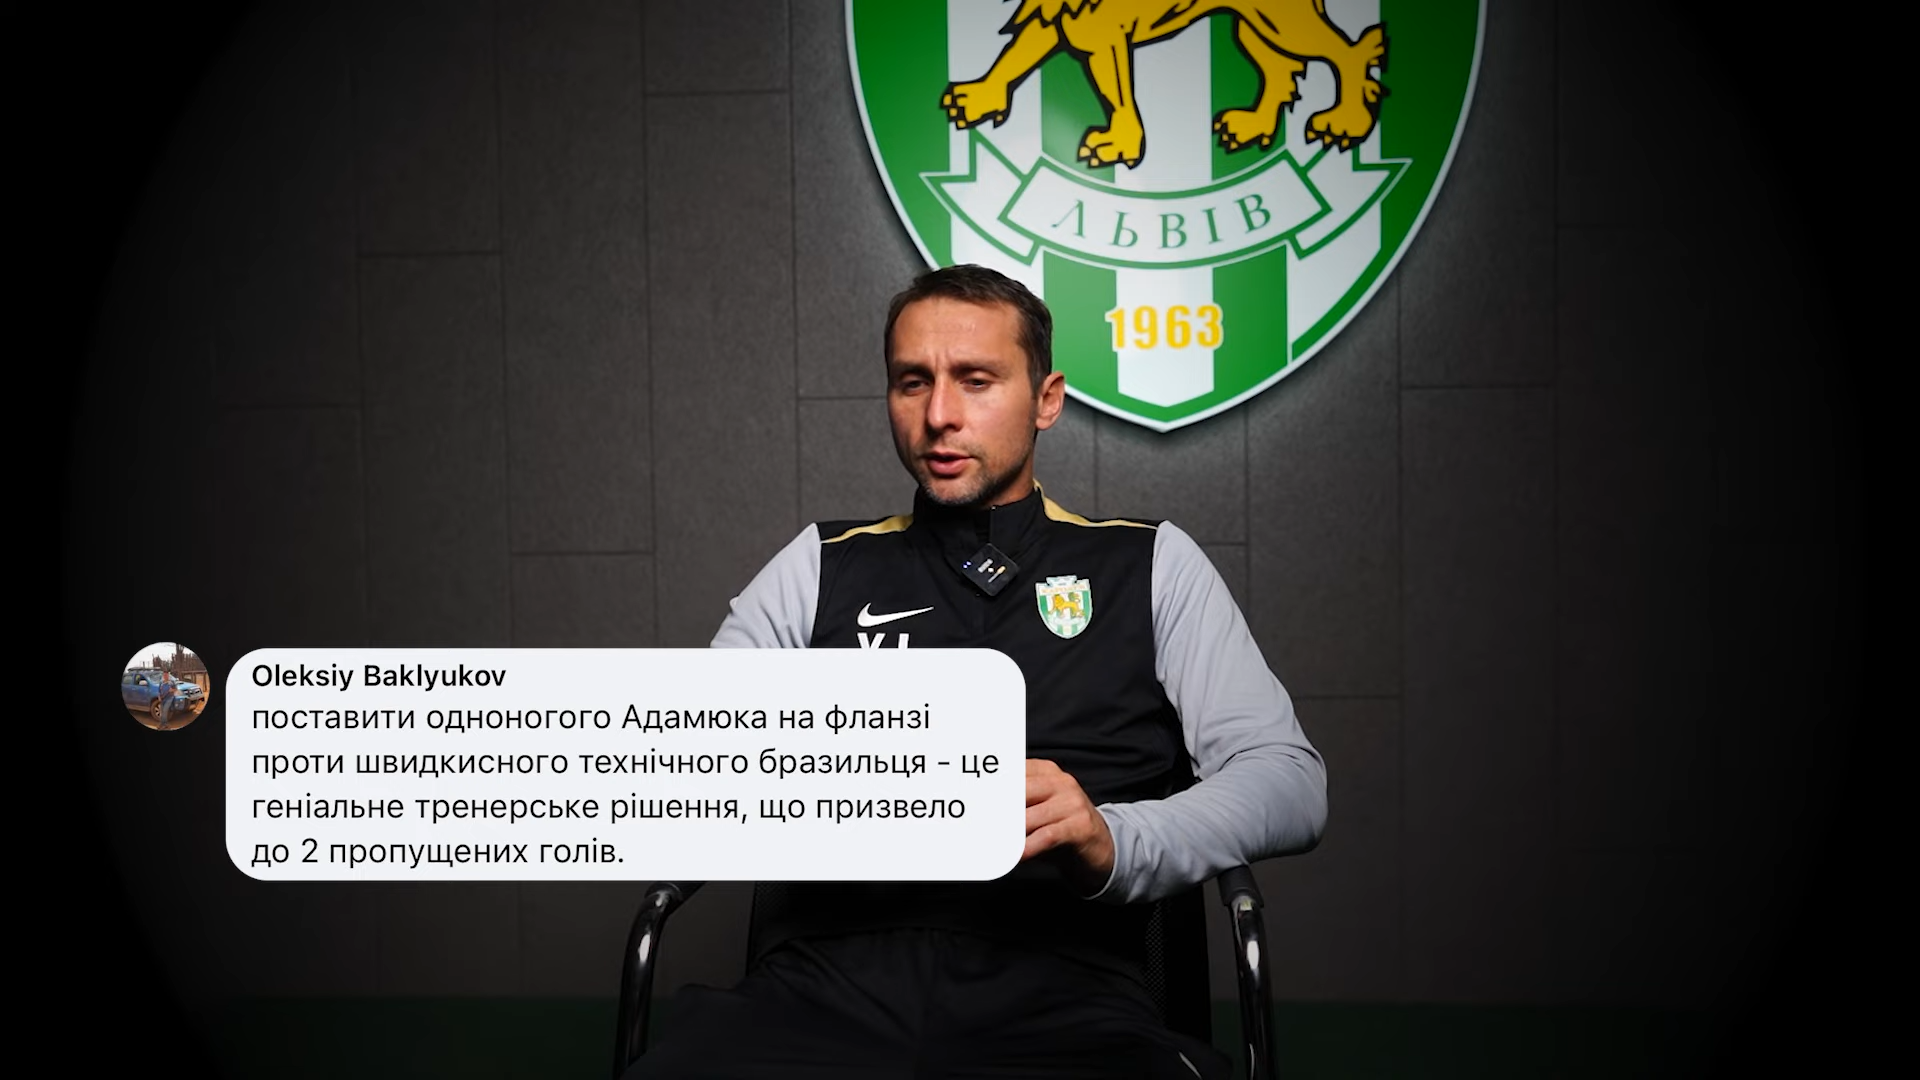 ЛЬВІВ
1963
Oleksiy Baklyukov
поставити одноногого Адамюка на фланзі
проти швидкисного технічного бразильця - це
геніальне тренерське рішення, що призвело
до 2 пропущених голів.